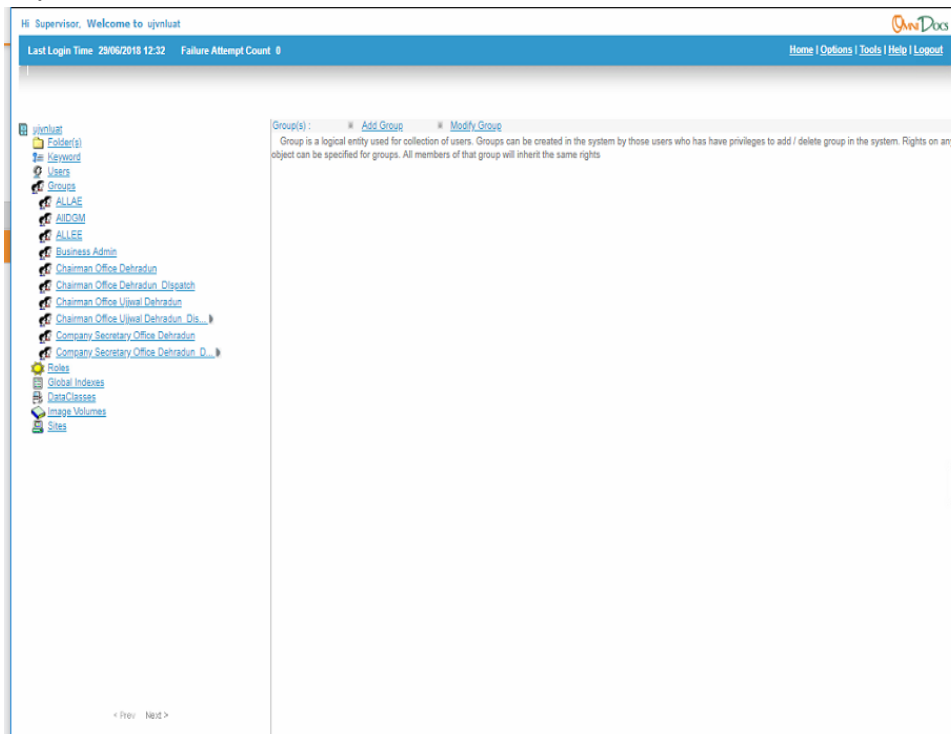 Hi Supervisor, Welcome to ujvnluat
OmniDocs
Last Login Time 29/06/2018 12:32 Failure Attempt Count 0
Home | Options | Tools | Help | Logout
ujvnluat
Folder(s)
Keyword
Users
Groups
ALLAE
AllDGM
ALLEE
Business Admin
Chairman Office Dehradun
Chairman Office Dehradun_Dispatch
Chairman Office Ujjwal Dehradun
Chairman Office Ujjwal Dehradun_Dis...
Company Secretary Office Dehradun
Company Secretary Office Dehradun_D...
Roles
Global Indexes
DataClasses
Image Volumes
Sites
< Prev Next >
Group(s) : Add Group Modify Group
Group is a logical entity used for collection of users. Groups can be created in the system by those users who has have privileges to add / delete group in the system. Rights on any
object can be specified for groups. All members of that group will inherit the same rights